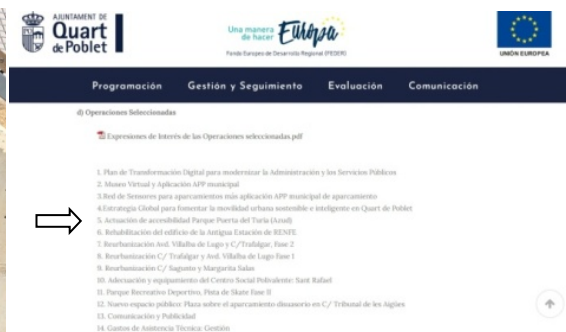 AJUNTAMENT DE
Quart
de Poblet
Una manera
de hacer Europa
Fondo Europeo de Desarrollo Regional (FEDER)
UNIÓN EUROPEA
Programación Gestión y Seguimiento Evaluación Comunicación
d) Operaciones Seleccionadas
Expresiones de Interés de las Operaciones seleccionadas.pdf
1. Plan de Transformación Digital para modernizar la Administración y los Servicios Públicos
2. Museo Virtual y Aplicación APP municipal
3.Red de Sensores para aparcamientos más aplicación APP municipal de aparcamiento
4.Estrategia Global para fomentar la movilidad urbana sostenible e inteligente en Quart de Poblet
5. Actuación de accesibilidad Parque Puerta del Turia (Azud)
6. Rehabilitación del edificio de la Antigua Estación de RENFE
7. Reurbanización Avd. Villalba de Lugo y C/Trafalgar, Fase 2
8. Reurbanización C/ Trafalgar y Avd. Villalba de Lugo Fase 1
9. Reurbanización C/ Sagunto y Margarita Salas
10. Adecuación y equipamiento del Centro Social Polivalente: Sant Rafael
11. Parque Recreativo Deportivo, Pista de Skate Fase II
12. Nuevo espacio público: Plaza sobre el aparcamiento disuasorio en C/ Tribunal de les Aigües
13. Comunicación y Publicidad
14. Gastos de Asistencia Técnica: Gestión